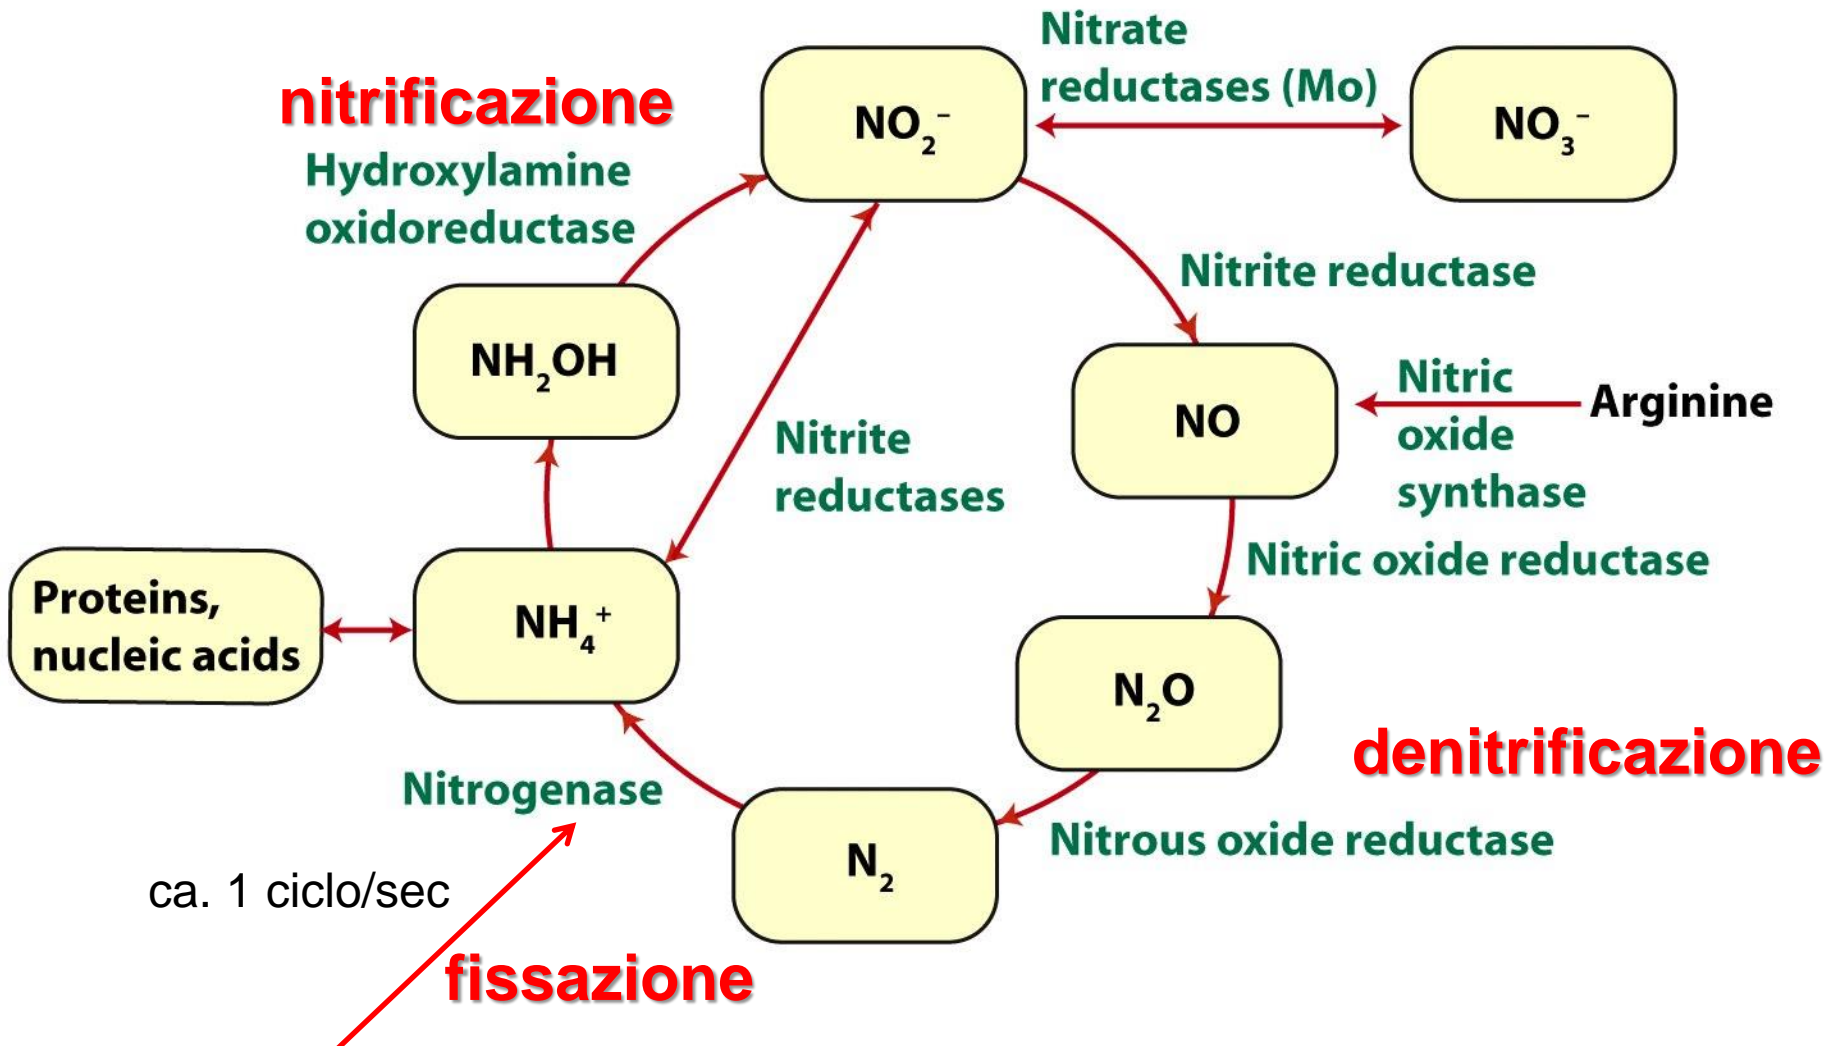 Nitrate
reductases (Mo)
nitrificazione
NO₂⁻
NO₃⁻
Hydroxylamine
oxidoreductase
Nitrite reductase
NH₂OH
Nitric
oxide
synthase
Arginine
NO
Nitrite
reductases
Nitric oxide reductase
Proteins,
nucleic acids
NH₄⁺
N₂O
denitrificazione
Nitrogenase
Nitrous oxide reductase
N₂
ca. 1 ciclo/sec
fissazione